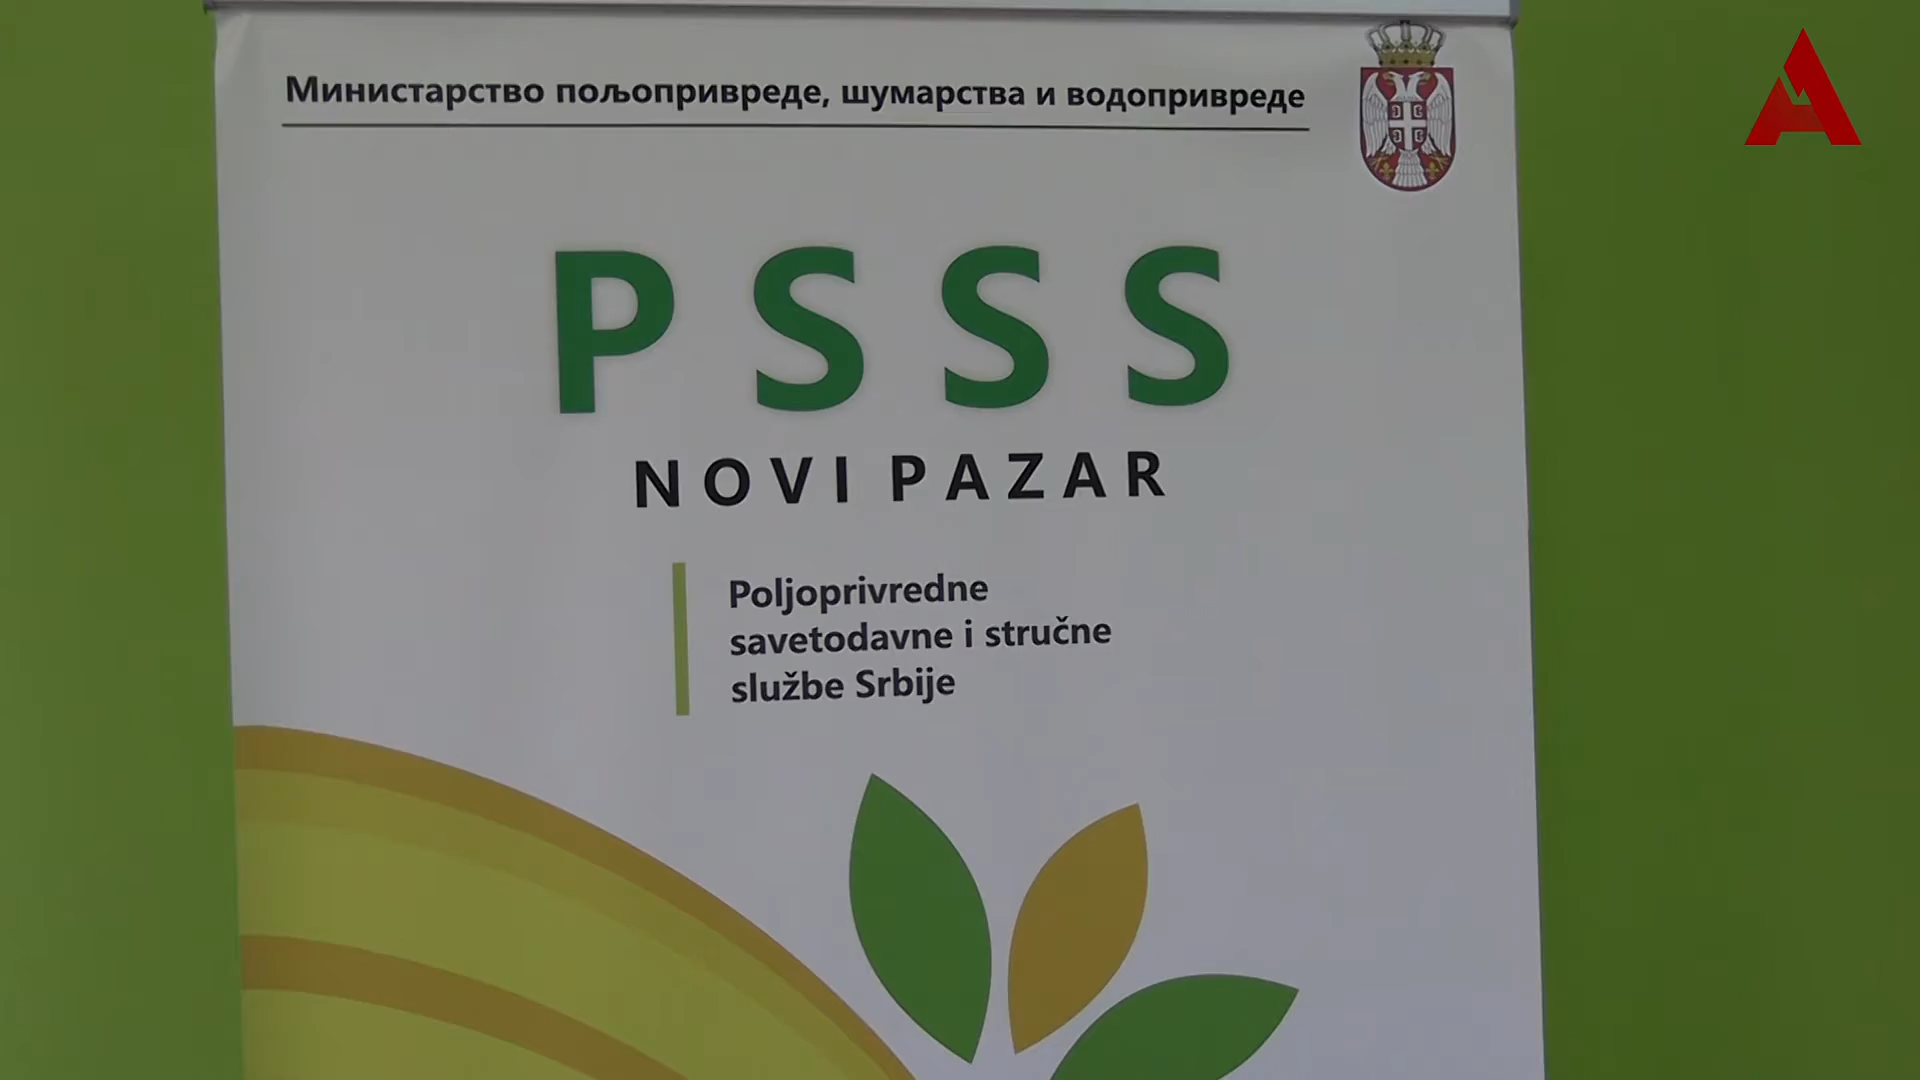 Министарство пољопривреде, шумарства и водопривреде
PSSS
NOVI PAZAR
Poljoprivredne
savetodavne i stručne
službe Srbije